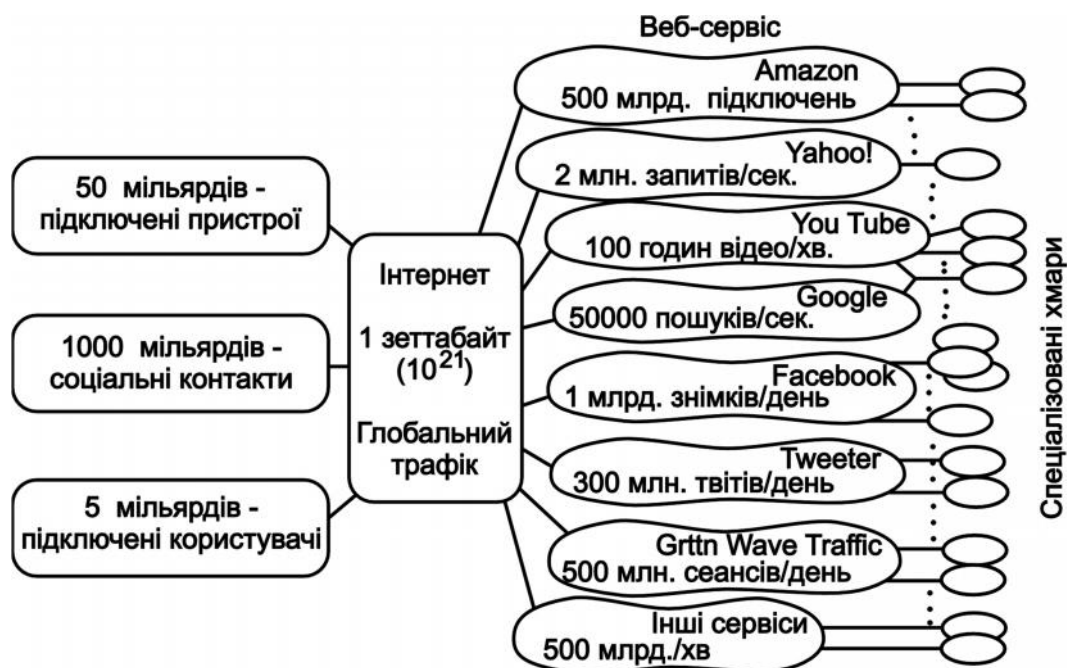 50 мільярдів -
підключені пристрої
1000 мільярдів -
соціальні контакти
5 мільярдів -
підключені користувачі
Інтернет
1 зеттабайт
(10²¹)
Глобальний
трафік
Веб-сервіс
Amazon
500 млрд. підключень
Yahoo!
2 млн. запитів/сек.
You Tube
100 годин відео/хв.
Google
50000 пошуків/сек.
Facebook
1 млрд. знімків/день
Tweeter
300 млн. твітів/день
Grttn Wave Traffic
500 млн. сеансів/день
Інші сервіси
500 млрд./хв
Спеціалізовані хмари